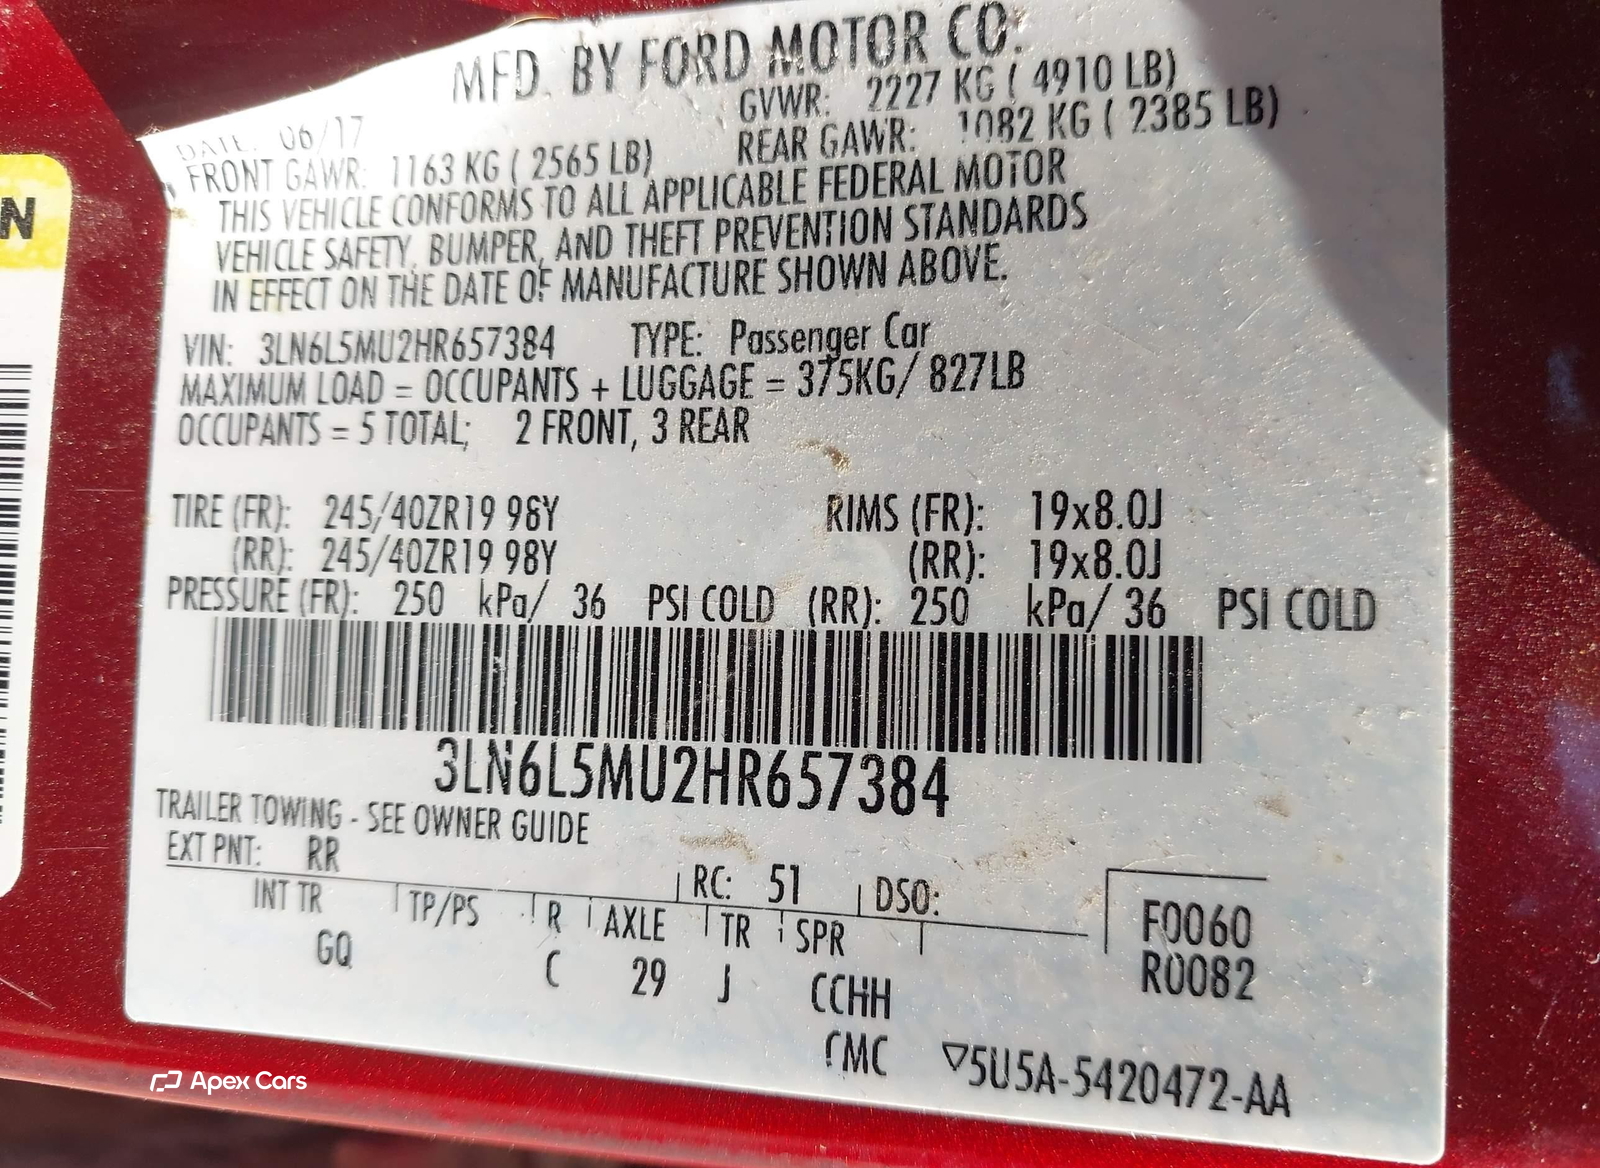 MFD. BY FORD MOTOR CO.
DATE: 06/17 GVWR: 2227 KG ( 4910 LB)
FRONT GAWR: 1163 KG ( 2565 LB) REAR GAWR: 1082 KG ( 2385 LB)
THIS VEHICLE CONFORMS TO ALL APPLICABLE FEDERAL MOTOR
VEHICLE SAFETY, BUMPER, AND THEFT PREVENTION STANDARDS
IN EFFECT ON THE DATE OF MANUFACTURE SHOWN ABOVE.
VIN: 3LN6L5MU2HR657384 TYPE: Passenger Car
MAXIMUM LOAD = OCCUPANTS + LUGGAGE = 375KG/ 827LB
OCCUPANTS = 5 TOTAL; 2 FRONT, 3 REAR
TIRE (FR): 245/40ZR19 98Y RIMS (FR): 19x8.0J
(RR): 245/40ZR19 98Y (RR): 19x8.0J
PRESSURE (FR): 250 kPa/ 36 PSI COLD (RR): 250 kPa/ 36 PSI COLD
3LN6L5MU2HR657384
TRAILER TOWING - SEE OWNER GUIDE
EXT PNT: RR RC: 51 DSO:
INT TR TP/PS R AXLE TR SPR F0060
GQ C 29 J CCHH R0082
CMC ▽5U5A-5420472-AA
N
Apex Cars